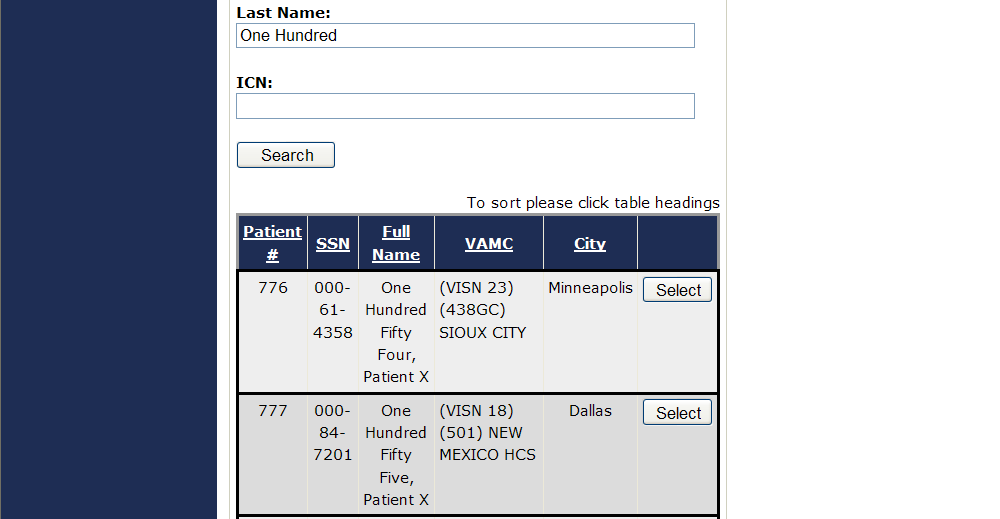 Last Name:
One Hundred
ICN:
Search
To sort please click table headings
Patient # SSN Full Name VAMC City
776 000-61-4358 One Hundred Fifty Four, Patient X (VISN 23) (438GC) SIOUX CITY Minneapolis Select
777 000-84-7201 One Hundred Fifty Five, Patient X (VISN 18) (501) NEW MEXICO HCS Dallas Select